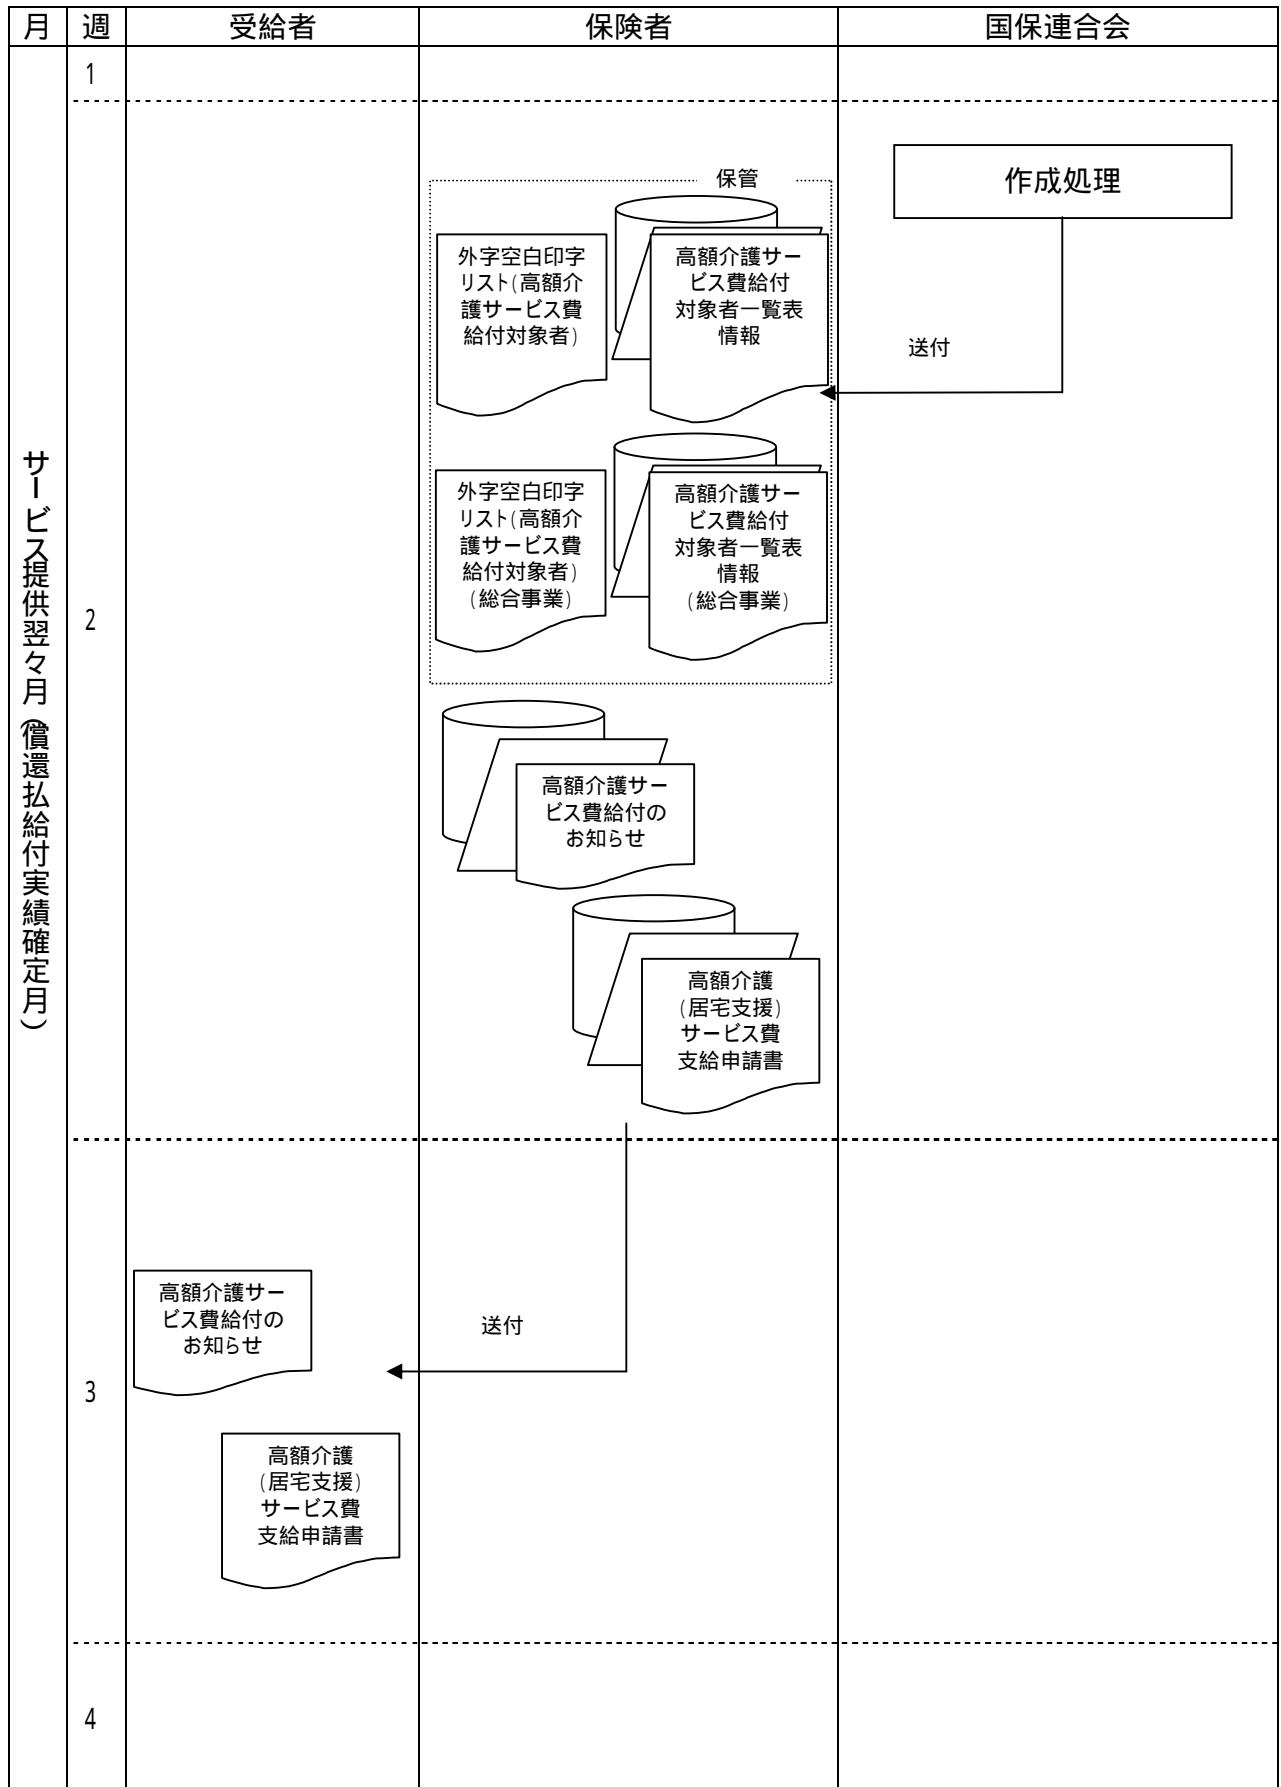 月
週
受給者
保険者
国保連合会
サービス提供翌々月（償還払給付実績確定月）
1
2
作成処理
送付
保管
外字空白印字
リスト(高額介
護サービス費
給付対象者)
高額介護サー
ビス費給付
対象者一覧表
情報
外字空白印字
リスト(高額介
護サービス費
給付対象者)
(総合事業)
高額介護サー
ビス費給付
対象者一覧表
情報
(総合事業)
高額介護サー
ビス費給付の
お知らせ
高額介護
(居宅支援)
サービス費
支給申請書
3
送付
高額介護サー
ビス費給付の
お知らせ
高額介護
(居宅支援)
サービス費
支給申請書
4